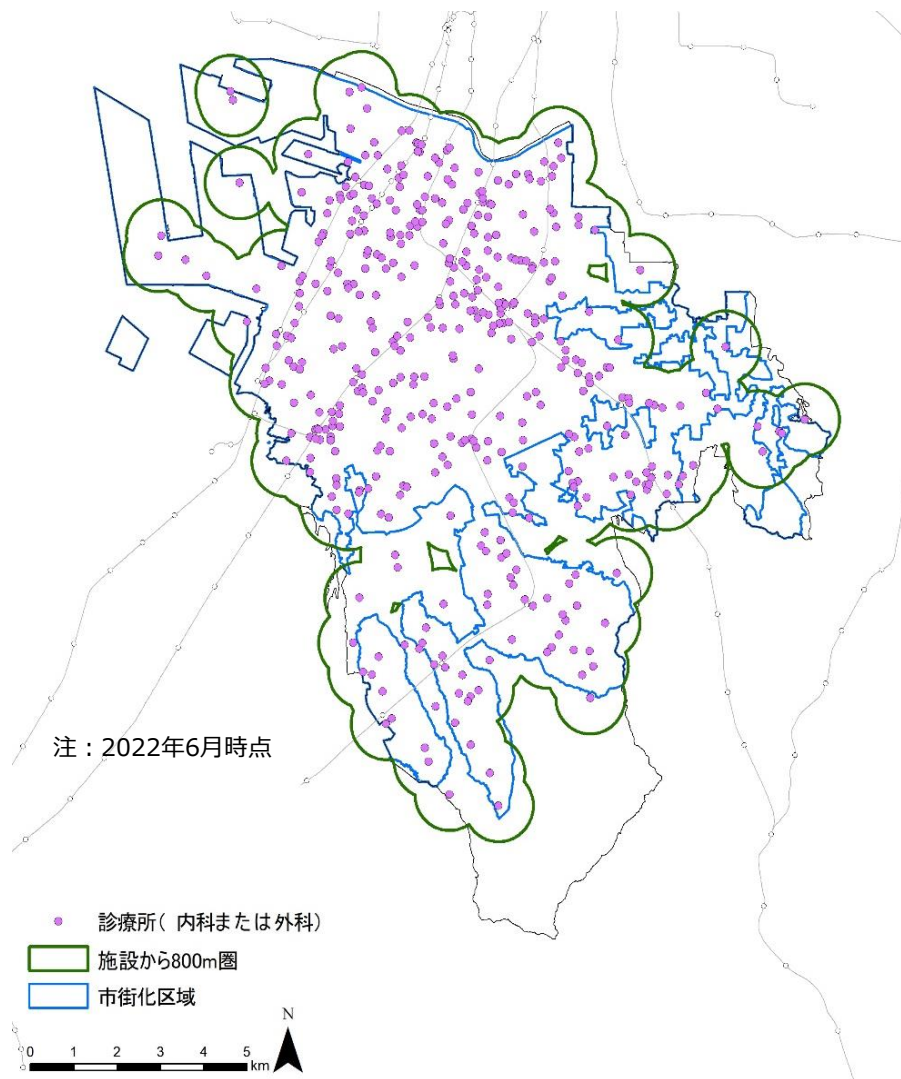 注：2022年6月時点
診療所( 内科または外科)
施設から800m圏
市街化区域
N
0 1 2 3 4 5
km